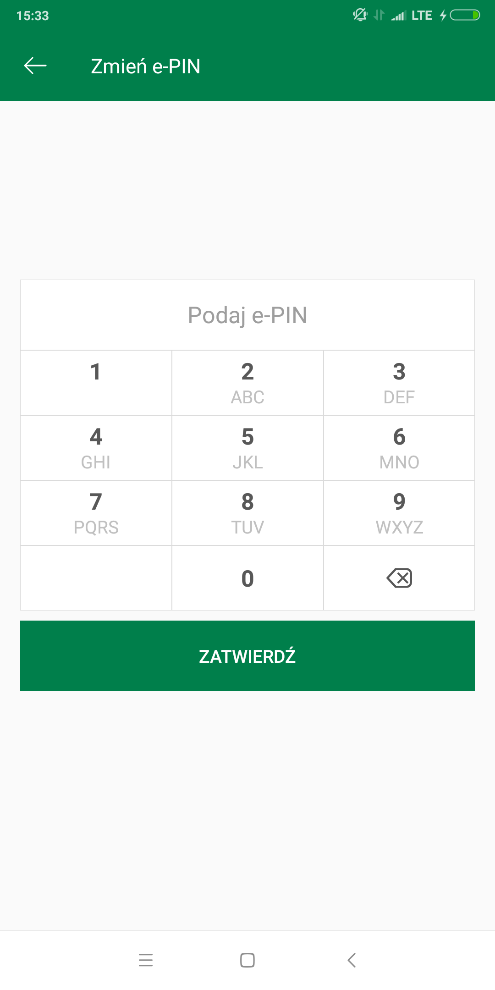 15:33 LTE
Zmień e-PIN
Podaj e-PIN
1 2 3
ABC DEF
4 5 6
GHI JKL MNO
7 8 9
PQRS TUV WXYZ
0
ZATWIERDŹ